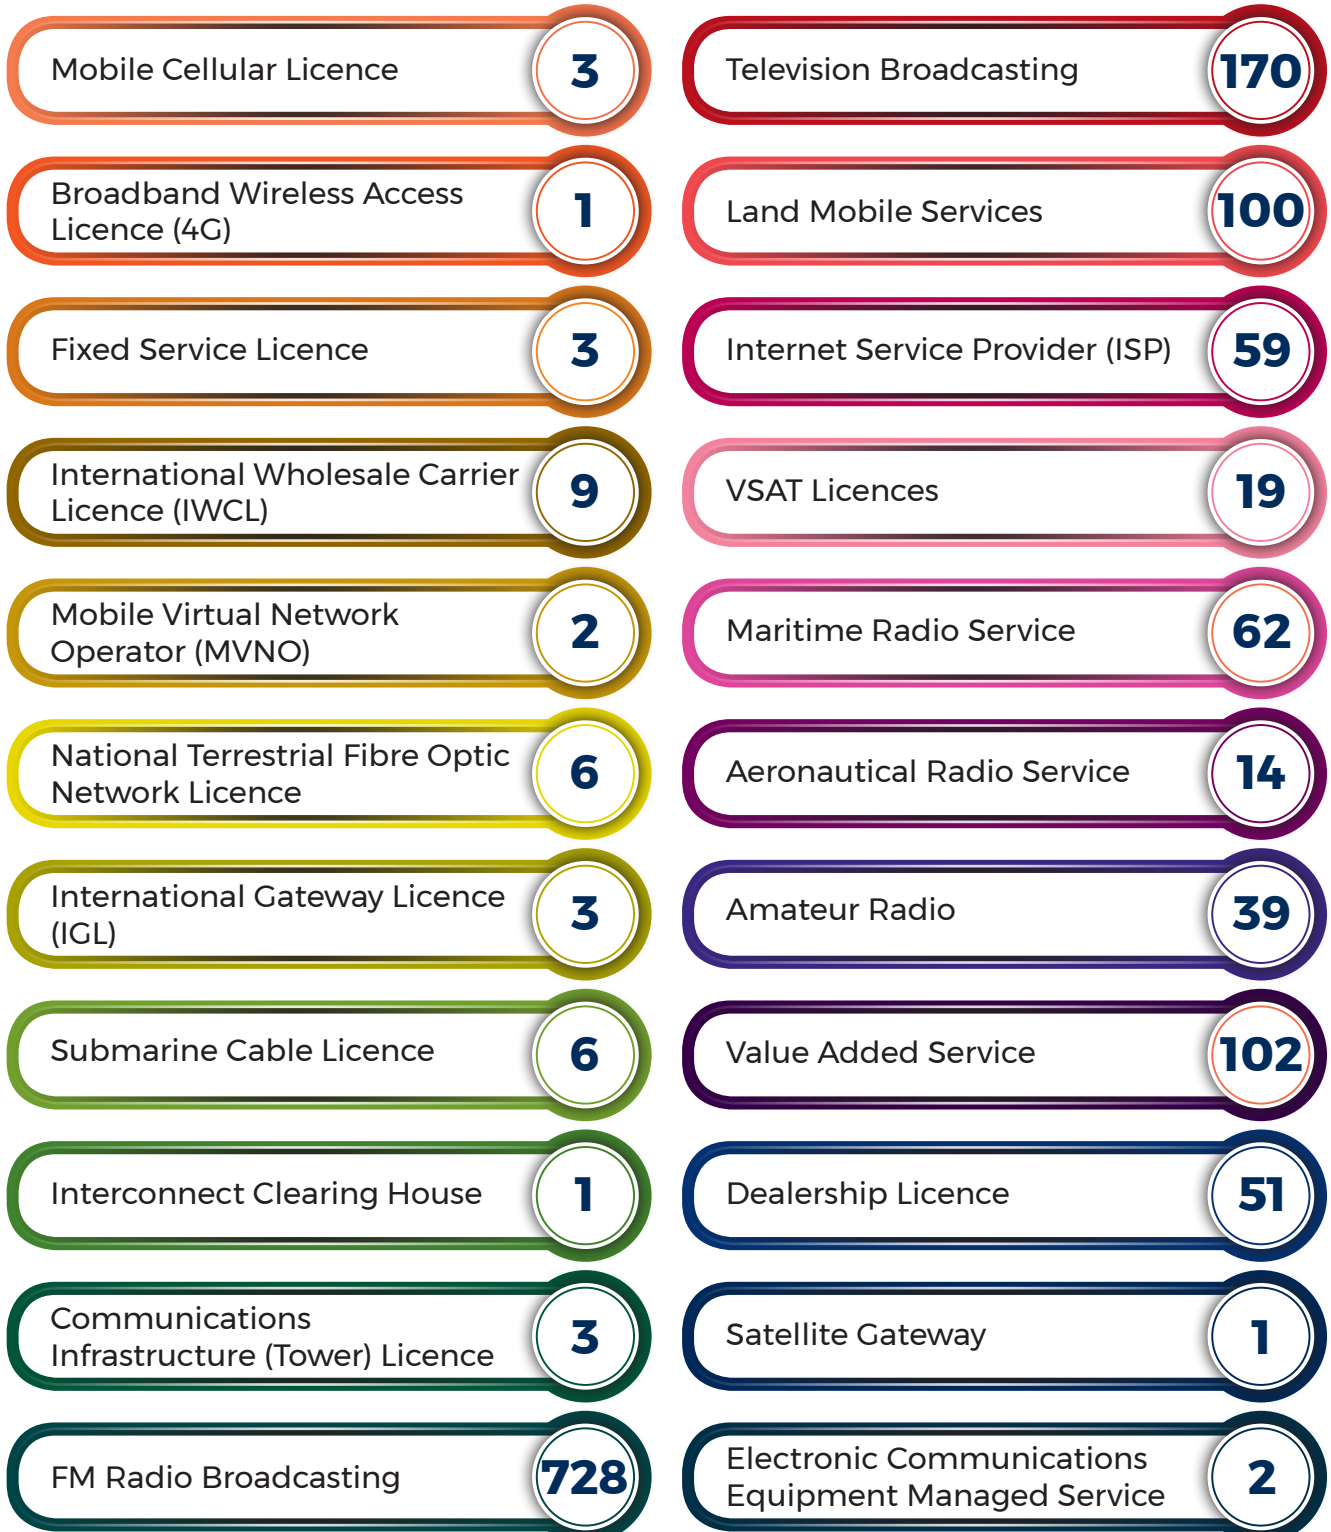 Mobile Cellular Licence
3
Broadband Wireless Access
Licence (4G)
1
Fixed Service Licence
3
International Wholesale Carrier
Licence (IWCL)
9
Mobile Virtual Network
Operator (MVNO)
2
National Terrestrial Fibre Optic
Network Licence
6
International Gateway Licence
(IGL)
3
Submarine Cable Licence
6
Interconnect Clearing House
1
Communications
Infrastructure (Tower) Licence
3
FM Radio Broadcasting
728
Television Broadcasting
170
Land Mobile Services
100
Internet Service Provider (ISP)
59
VSAT Licences
19
Maritime Radio Service
62
Aeronautical Radio Service
14
Amateur Radio
39
Value Added Service
102
Dealership Licence
51
Satellite Gateway
1
Electronic Communications
Equipment Managed Service
2